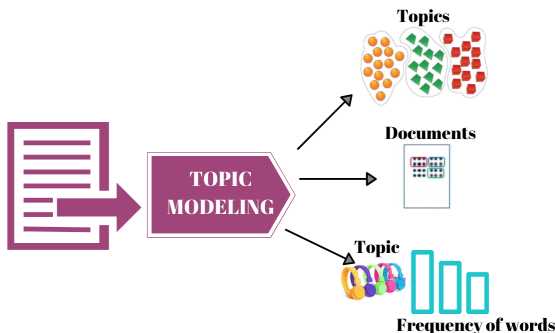 Topics
TOPIC
MODELING
Documents
Topic
Frequency of words